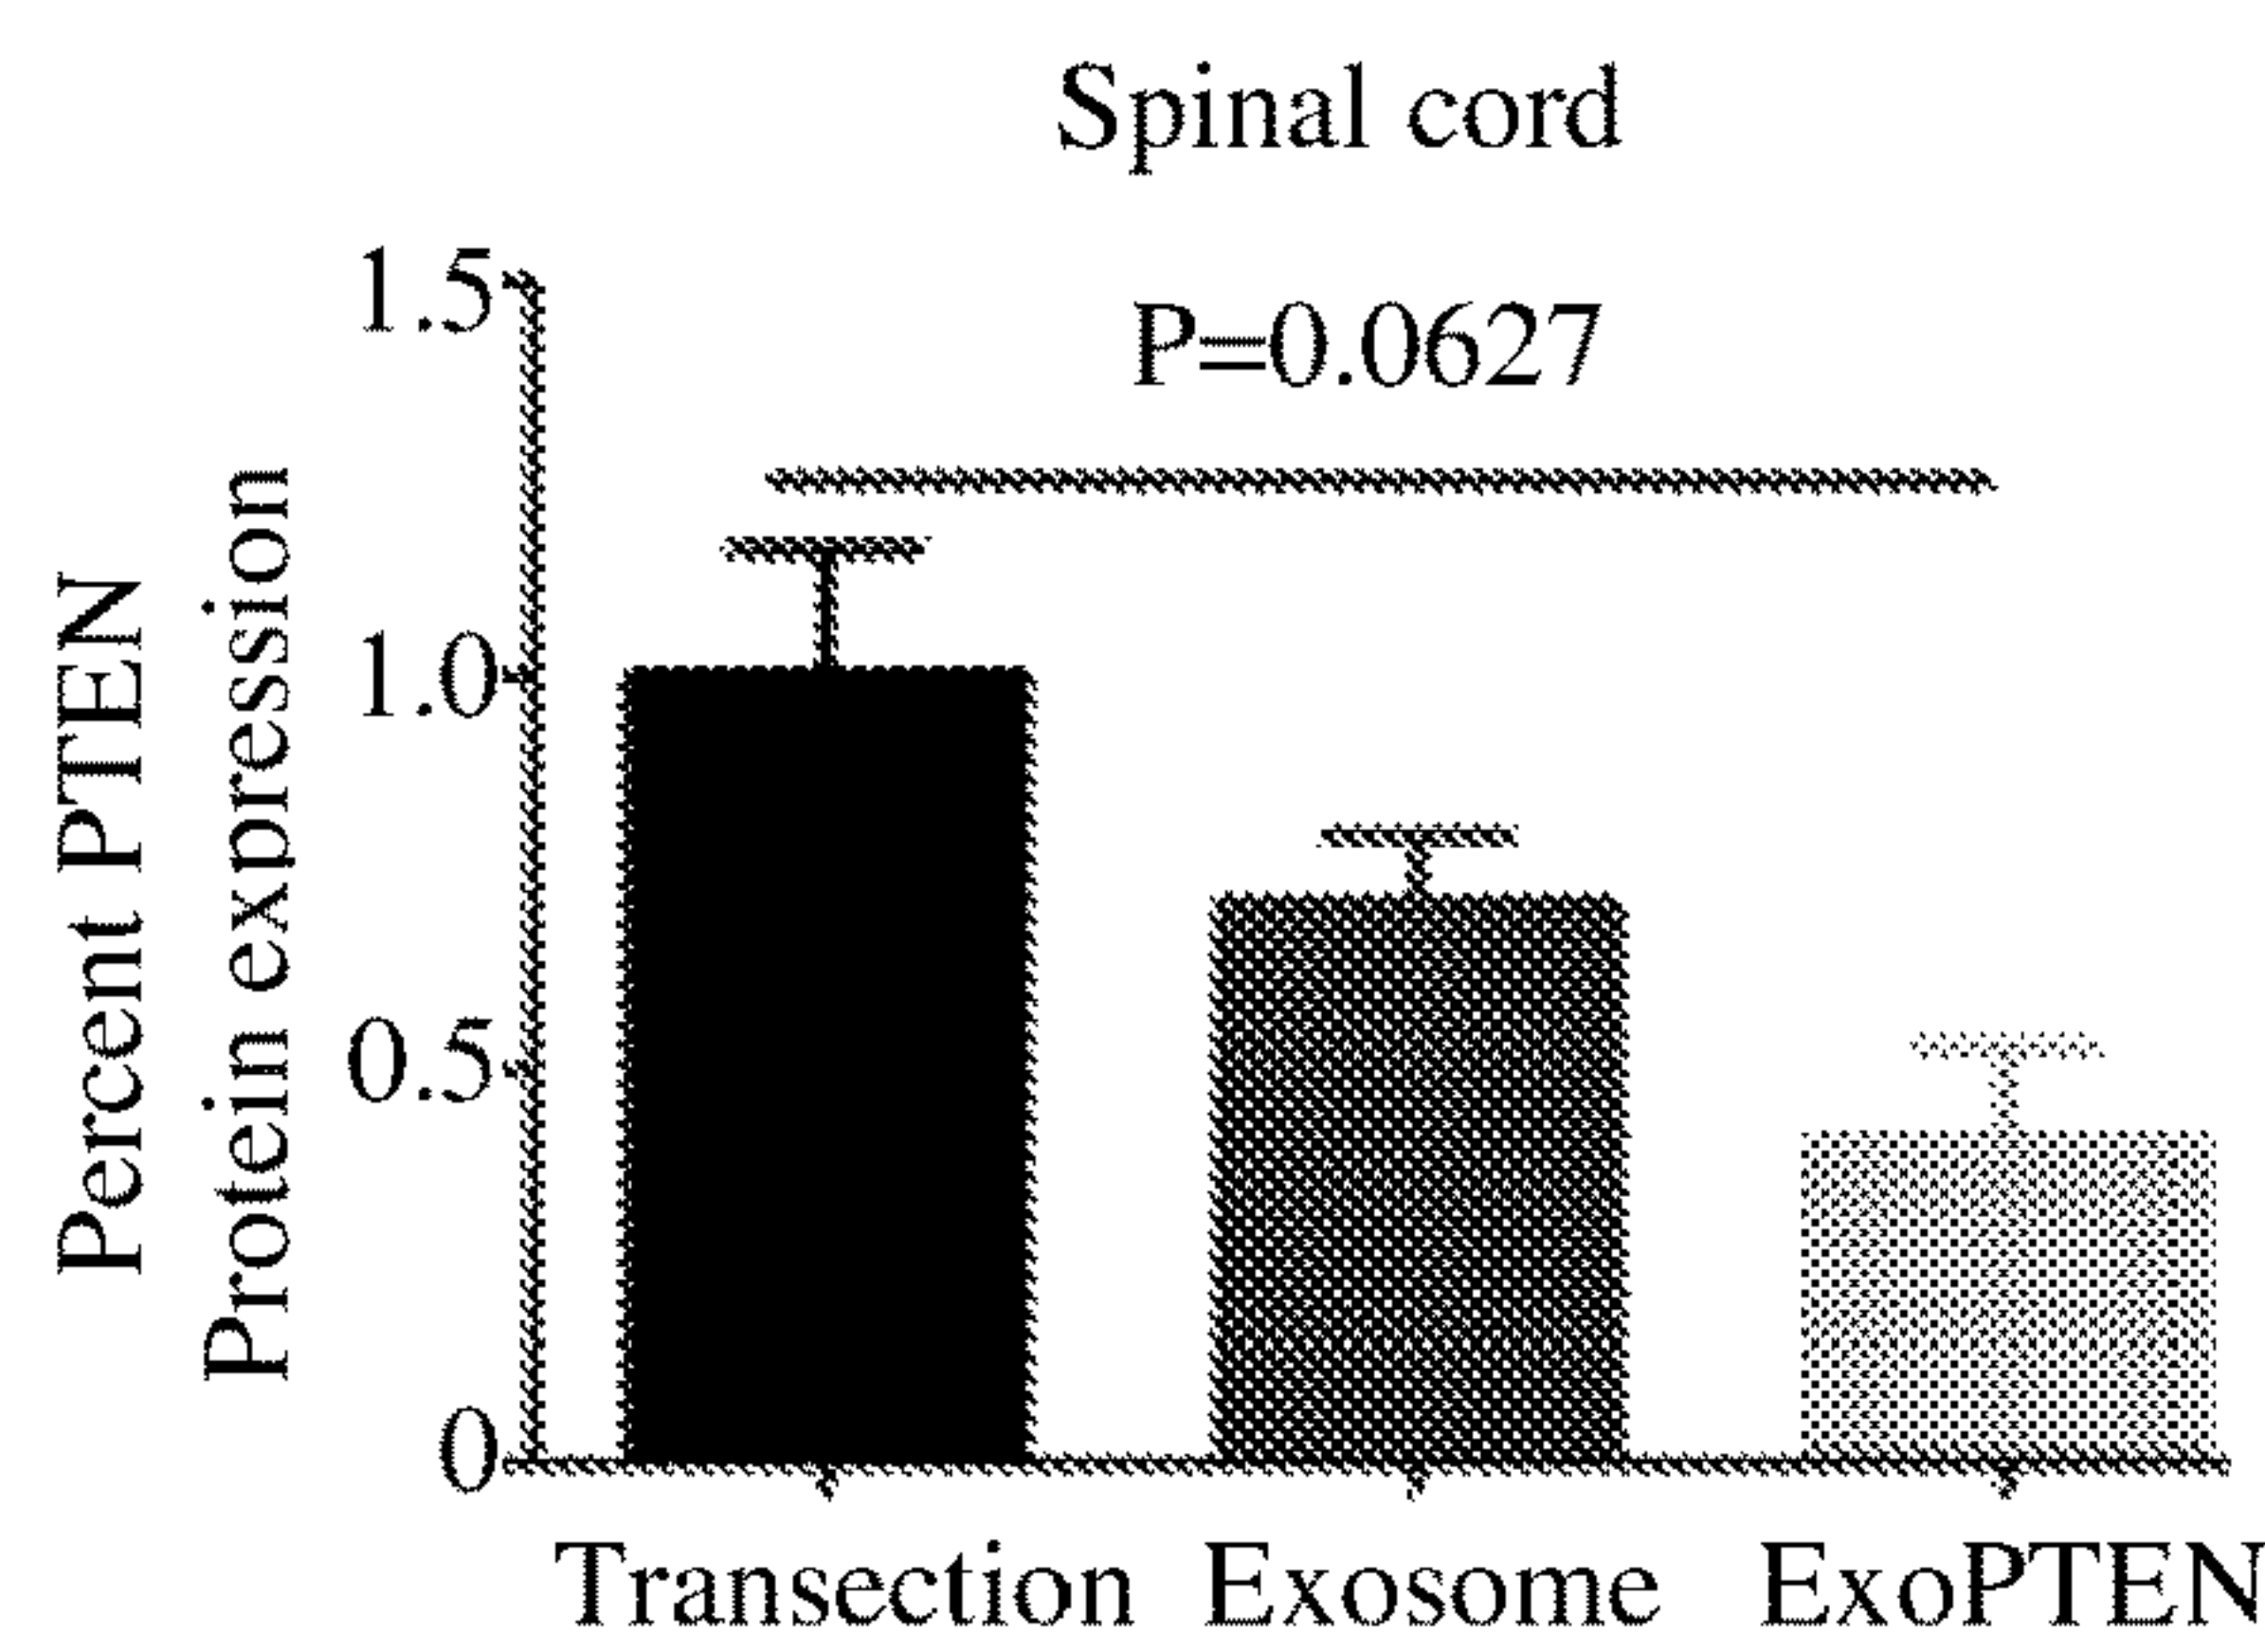 Spinal cord
P=0.0627
Percent PTEN
Protein expression
1.5
1.0
0.5
0
Transection Exosome ExoPTEN